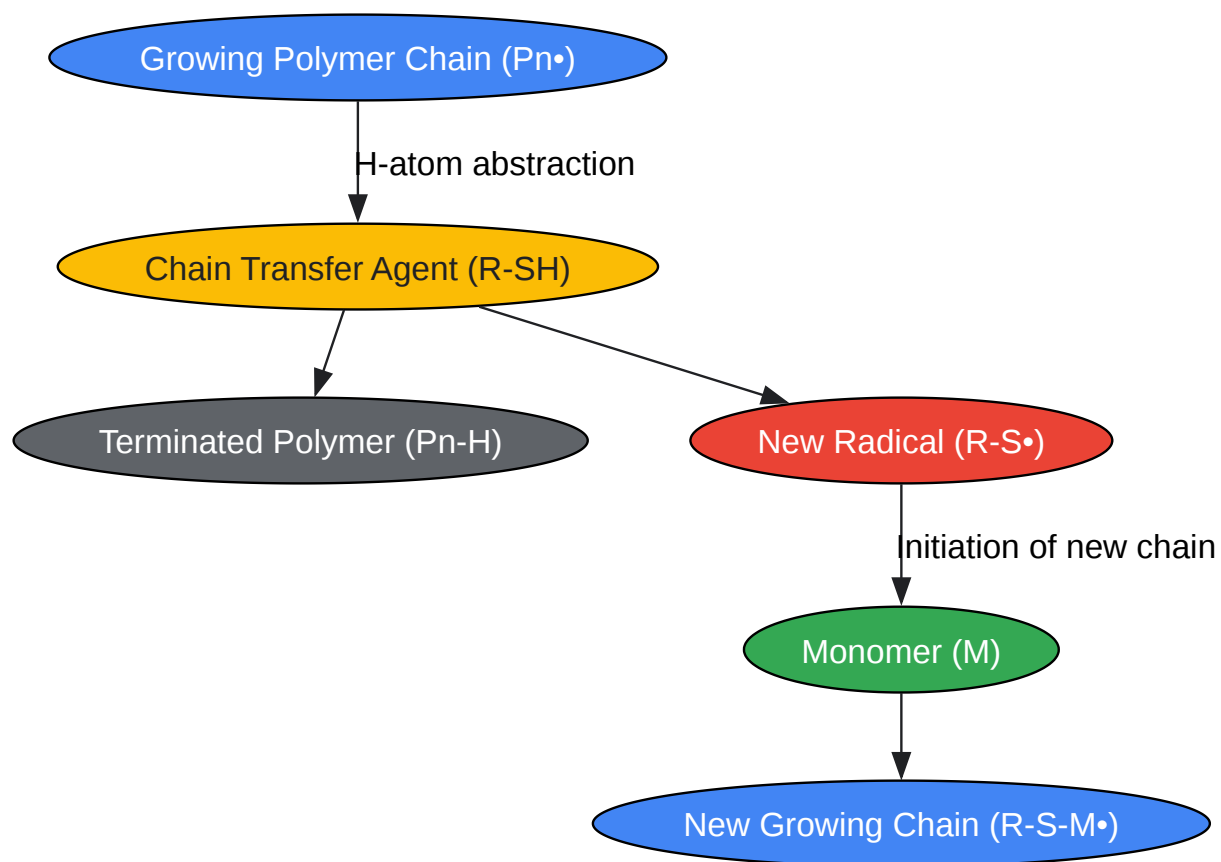 Growing Polymer Chain (Pn•)
H-atom abstraction
Chain Transfer Agent (R-SH)
Terminated Polymer (Pn-H)
New Radical (R-S•)
Initiation of new chain
Monomer (M)
New Growing Chain (R-S-M•)